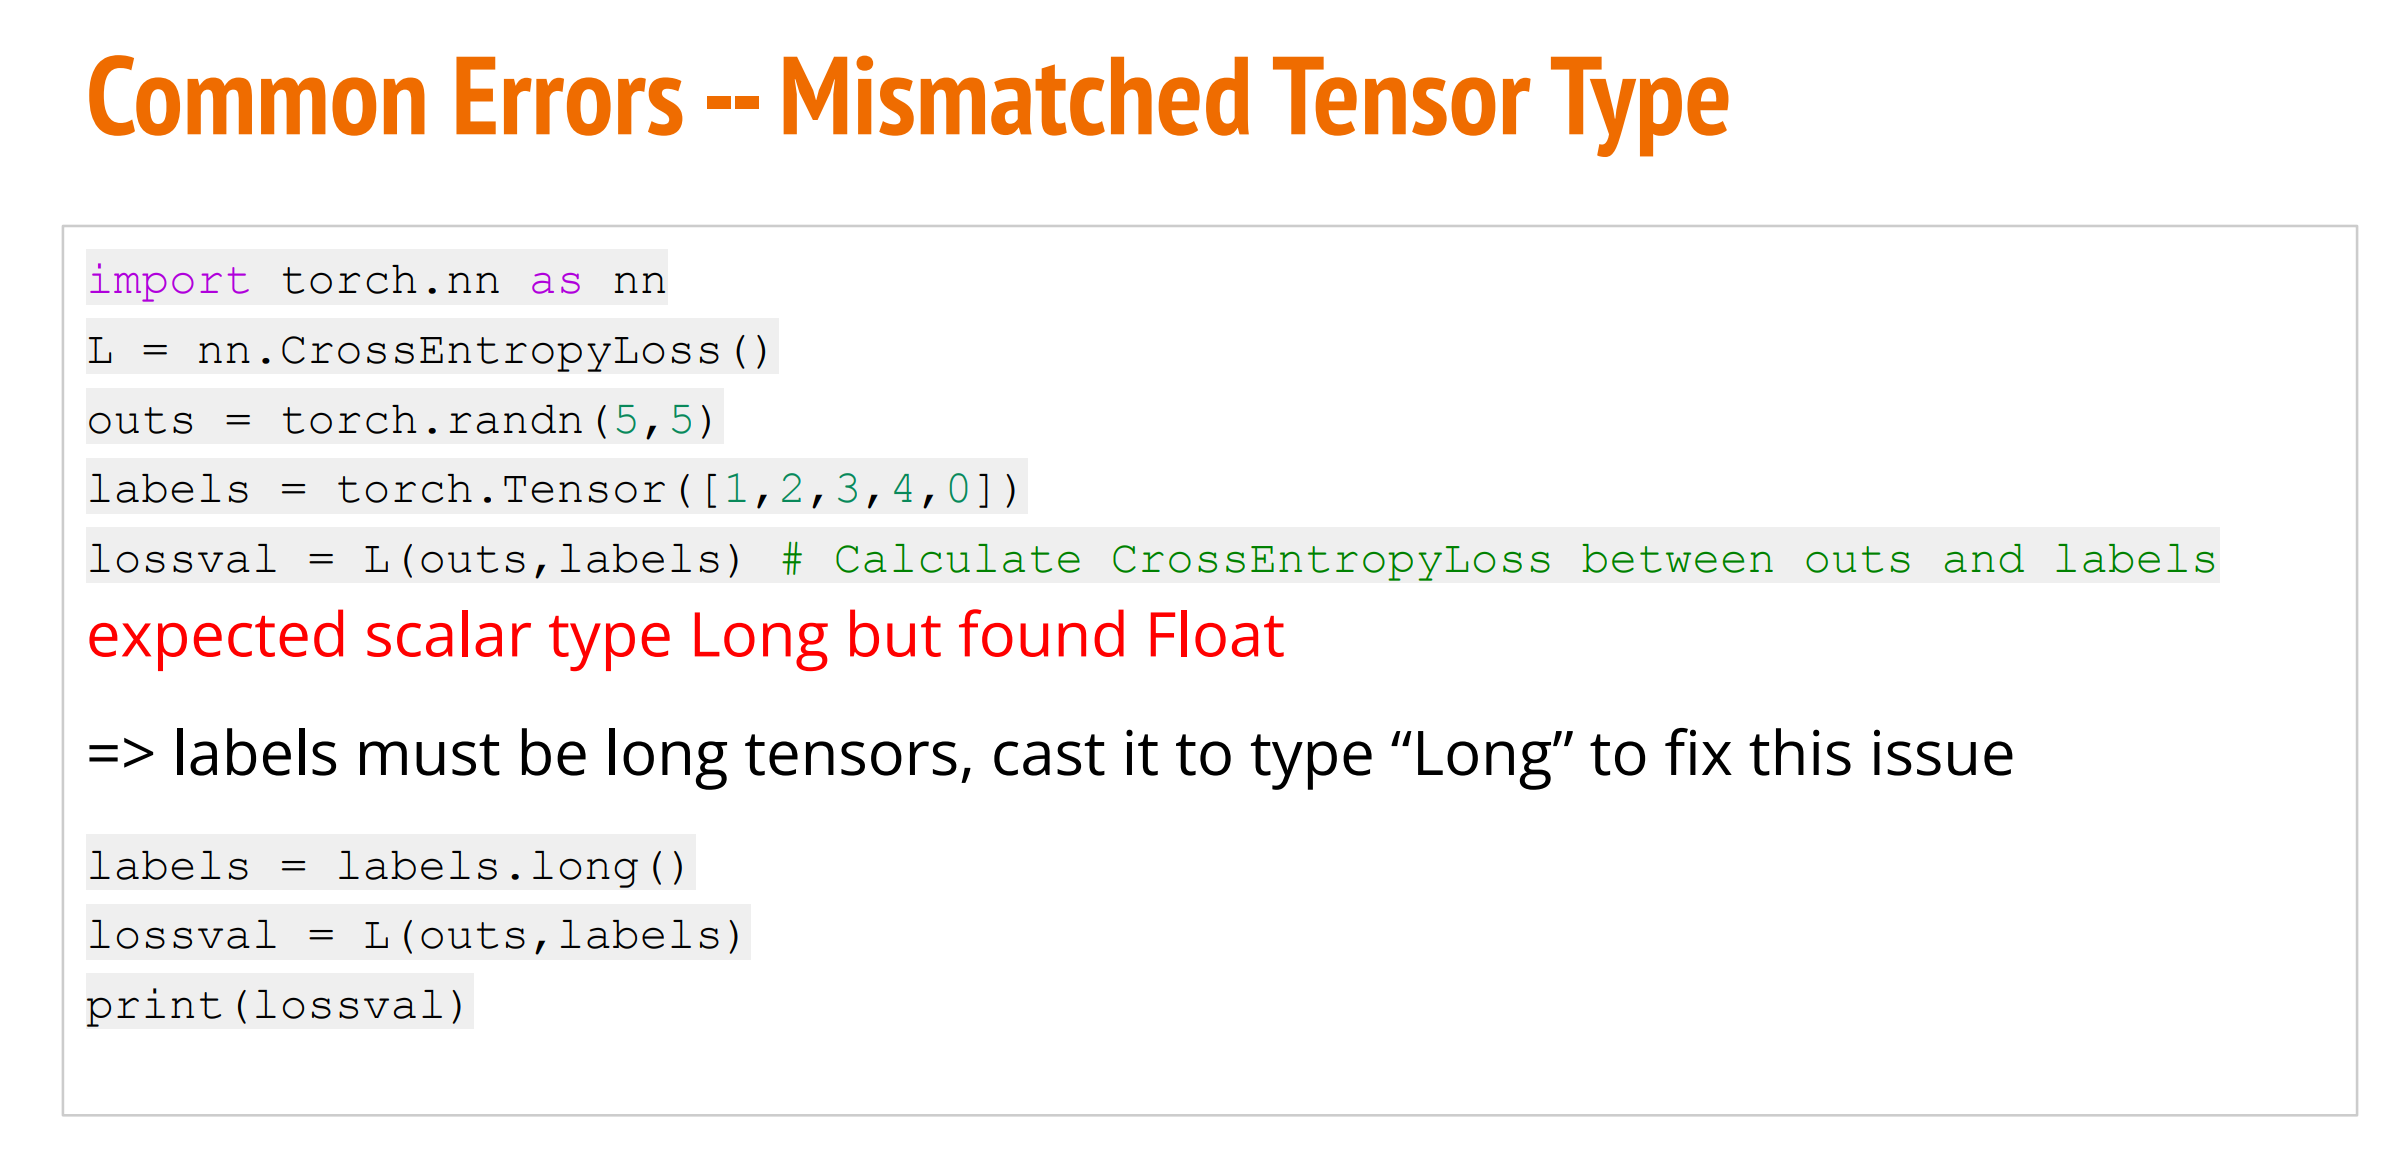 Common Errors -- Mismatched Tensor Type
import torch.nn as nn
L = nn.CrossEntropyLoss()
outs = torch.randn(5,5)
labels = torch.Tensor([1,2,3,4,0])
lossval = L(outs,labels) # Calculate CrossEntropyLoss between outs and labels
expected scalar type Long but found Float
=> labels must be long tensors, cast it to type “Long” to fix this issue
labels = labels.long()
lossval = L(outs,labels)
print(lossval)